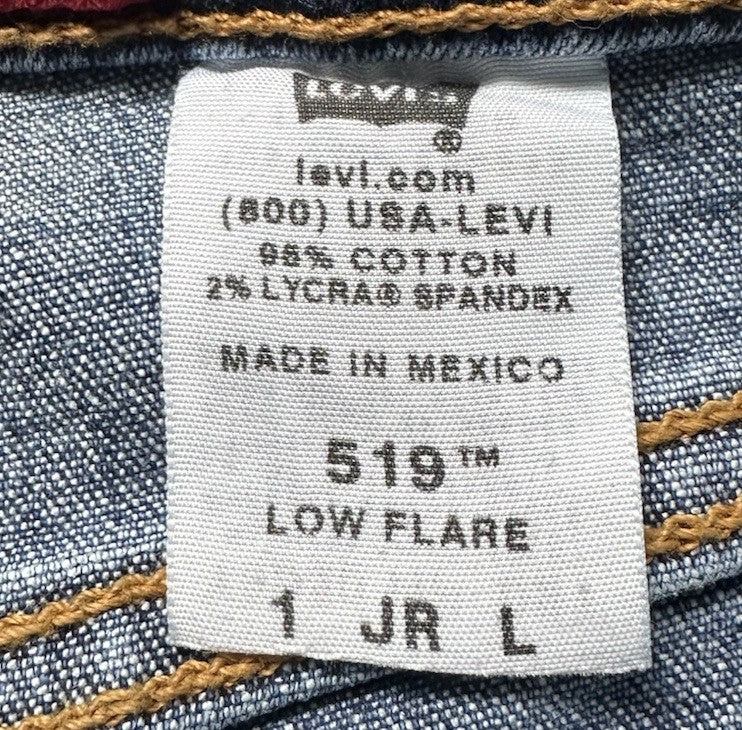 LEVI'S
®
levi.com
(800) USA-LEVI
98% COTTON
2% LYCRA® SPANDEX
MADE IN MEXICO
519™
LOW FLARE
1 JR L